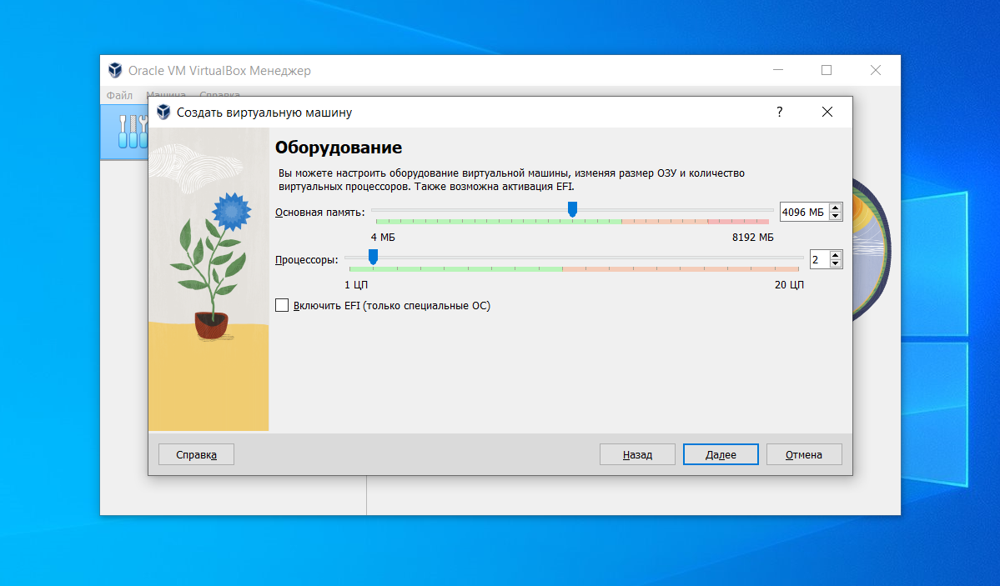 Oracle VM VirtualBox Менеджер
Файл Машина Справка
Создать виртуальную машину ?
Оборудование
Вы можете настроить оборудование виртуальной машины, изменяя размер ОЗУ и количество
виртуальных процессоров. Также возможна активация EFI.
Основная память: 4096 МБ
4 МБ 8192 МБ
Процессоры: 2
1 ЦП 20 ЦП
Включить EFI (только специальные ОС)
Справка Назад Далее Отмена